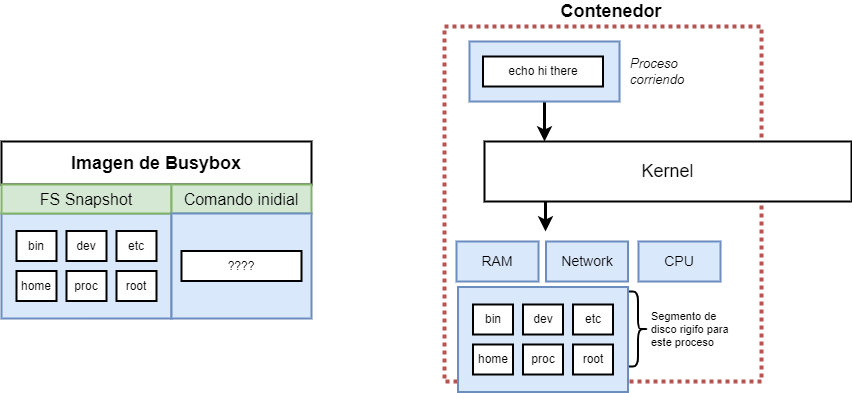 Contenedor
echo hi there
Proceso
corriendo
Imagen de Busybox
Kernel
FS Snapshot
Comando inidial
bin
dev
etc
????
home
proc
root
RAM
Network
CPU
bin
dev
etc
Segmento de
disco rigifo para
este proceso
home
proc
root